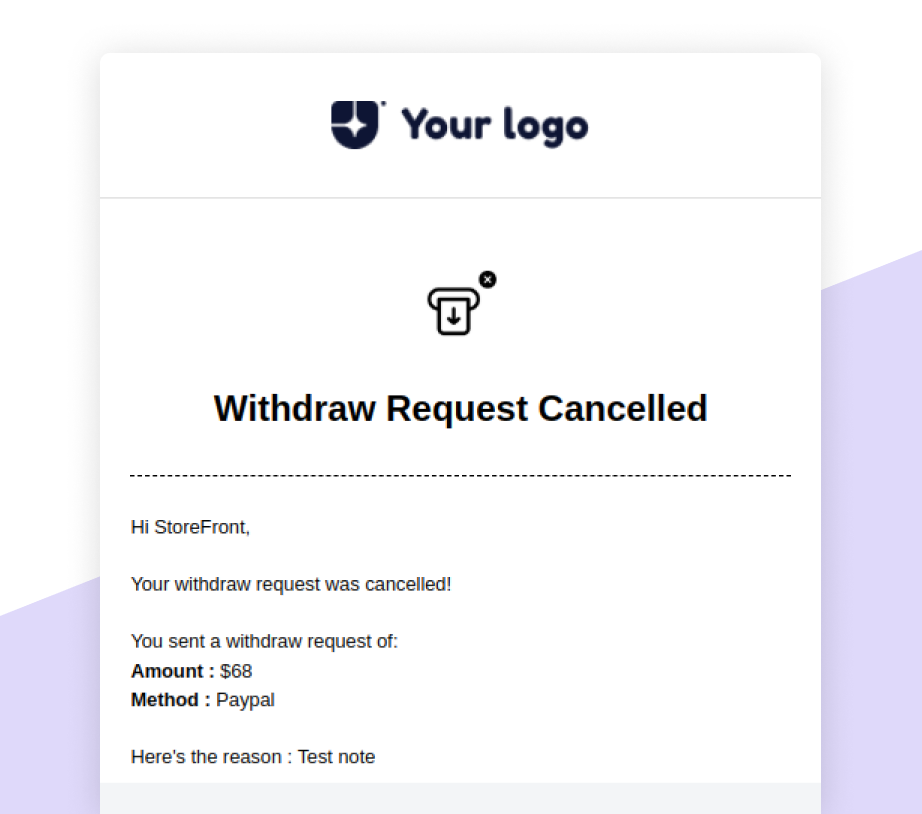 Your logo
Withdraw Request Cancelled
Hi StoreFront,
Your withdraw request was cancelled!
You sent a withdraw request of:
Amount : $68
Method : Paypal
Here's the reason : Test note